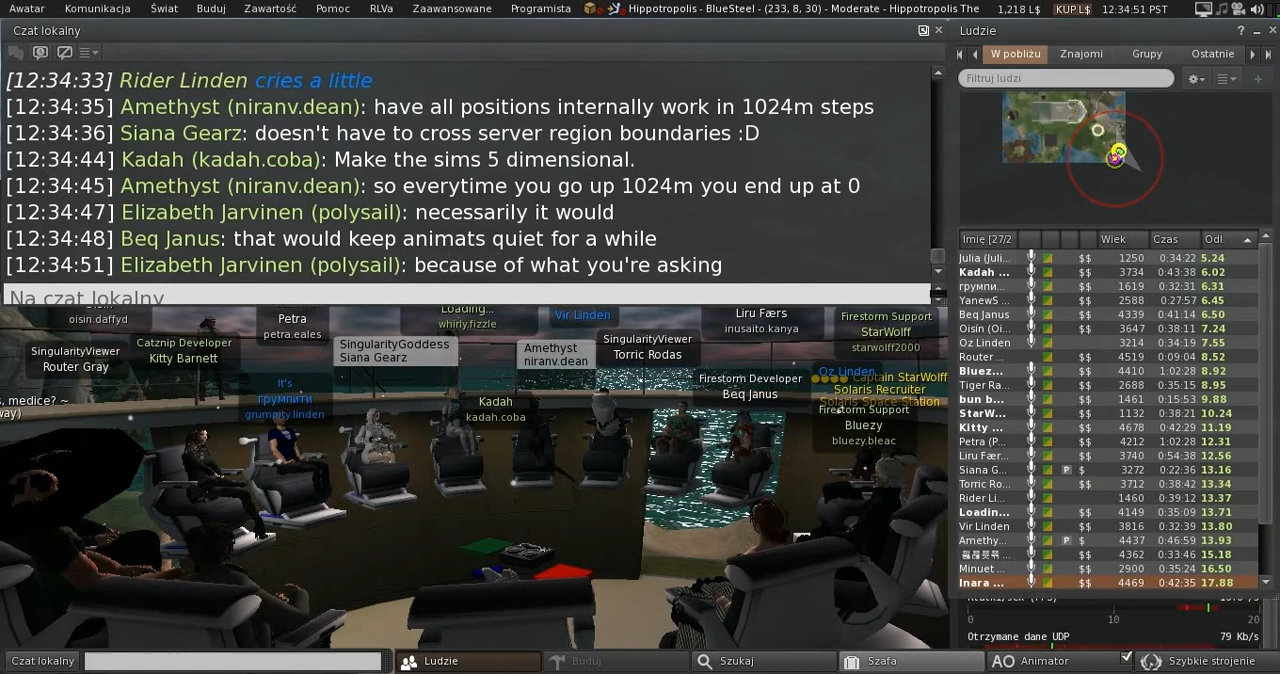 Awatar Komunikacja Świat Buduj Zawartość Pomoc RLVa Zaawansowane Programista Hippotropolis - BlueSteel - (233, 8, 30) - Moderate - Hippotropolis The 1,218 L$ KUP L$ 12:34:51 PST
Czat lokalny
[12:34:33] Rider Linden cries a little
[12:34:35] Amethyst (niranv.dean): have all positions internally work in 1024m steps
[12:34:36] Siana Gearz: doesn't have to cross server region boundaries :D
[12:34:44] Kadah (kadah.coba): Make the sims 5 dimensional.
[12:34:45] Amethyst (niranv.dean): so everytime you go up 1024m you end up at 0
[12:34:47] Elizabeth Jarvinen (polysail): necessarily it would
[12:34:48] Beq Janus: that would keep animats quiet for a while
[12:34:51] Elizabeth Jarvinen (polysail): because of what you're asking
Na czat lokalny
oisin.daffyd
Petra
petra.eales
Loading...
whirly.fizzle
Vir Linden
Liru Færs
inusaito.kanya
Firestorm Support
StarWolff
starwolff2000
SingularityViewer
Router Gray
Catznip Developer
Kitty Barnett
SingularityGoddess
Siana Gearz
Amethyst
niranv.dean
SingularityViewer
Torric Rodas
It's
грумпити
grumpity.linden
Kadah
kadah.coba
Firestorm Developer
Beq Janus
Oz Linden
Captain StarWolff
Solaris Recruiter
Solaris Space Station
Firestorm Support
Bluezy
bluezy.bleac
, medice? ~
way)
Ludzie
W pobliżu Znajomi Grupy Ostatnie
Filtruj ludzi
Imię [27/2 Wiek Czas Odl.
Julia (Juli... $$ 1250 0:34:22 5.24
Kadah ... $$ 3734 0:43:38 6.02
грумпи... 1619 0:32:31 6.31
YanewS ... $$ 2588 0:27:57 6.45
Beq Janus $$ 4339 0:41:14 6.50
Oisín (Oi... $$ 3647 0:38:11 7.24
Oz Linden 3214 0:34:19 7.55
Router ... $$ 4519 0:09:04 8.52
Bluez... $$ 4410 1:02:28 8.92
Tiger Ra... $$ 2688 0:35:15 8.95
bun b... $$ 1461 0:15:53 9.88
StarW... $$ 1132 0:38:21 10.24
Kitty ... $$ 4678 0:42:29 11.19
Petra (P... $$ 4212 1:02:28 12.31
Liru Fær... $$ 3740 0:54:38 12.56
Siana G... P $ 3272 0:22:36 13.16
Torric Ro... $$ 3712 0:38:42 13.34
Rider Li... 1460 0:39:12 13.37
Loadin... $$ 4149 0:35:09 13.71
Vir Linden $$ 3816 0:32:39 13.80
Amethy... P $ 4437 0:46:59 13.93
$$ 4362 0:33:46 15.18
Minuet ... $$ 2900 0:35:24 16.50
Inara ... $$ 4469 0:42:35 17.88
0 10 20
Otrzymane dane UDP 79 Kb/s
Czat lokalny Ludzie Buduj Szukaj Szafa AO Animator Szybkie strojenie